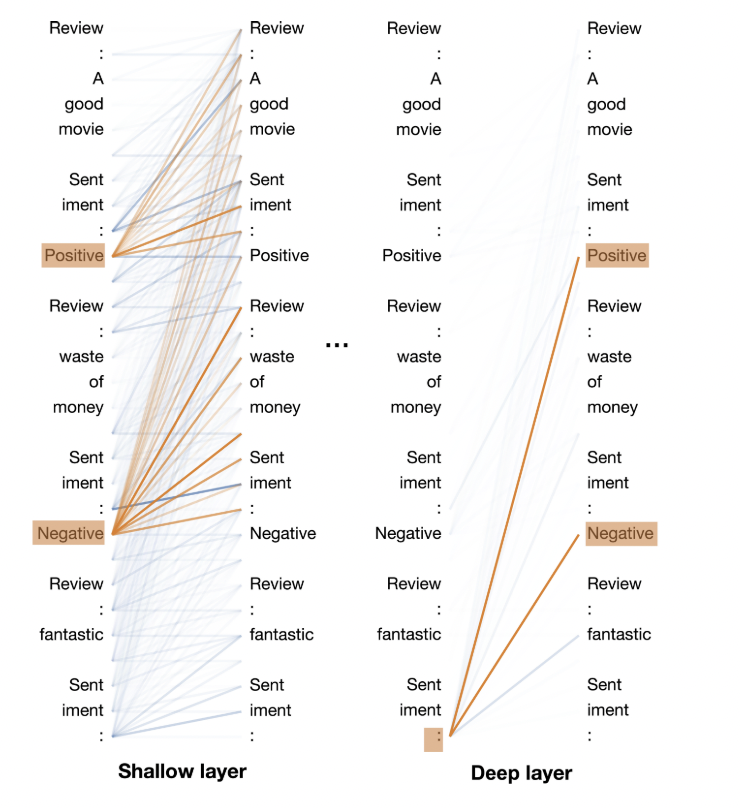 Review Review Review Review
: : : :
A A A A
good good good good
movie movie movie movie
Sent Sent Sent Sent
iment iment iment iment
: : : :
Positive Positive Positive Positive
Review Review Review Review
: : : :
...
waste waste waste waste
of of of of
money money money money
Sent Sent Sent Sent
iment iment iment iment
: : : :
Negative Negative Negative Negative
Review Review Review Review
: : : :
fantastic fantastic fantastic fantastic
Sent Sent Sent Sent
iment iment iment iment
: : : :
Shallow layer Deep layer